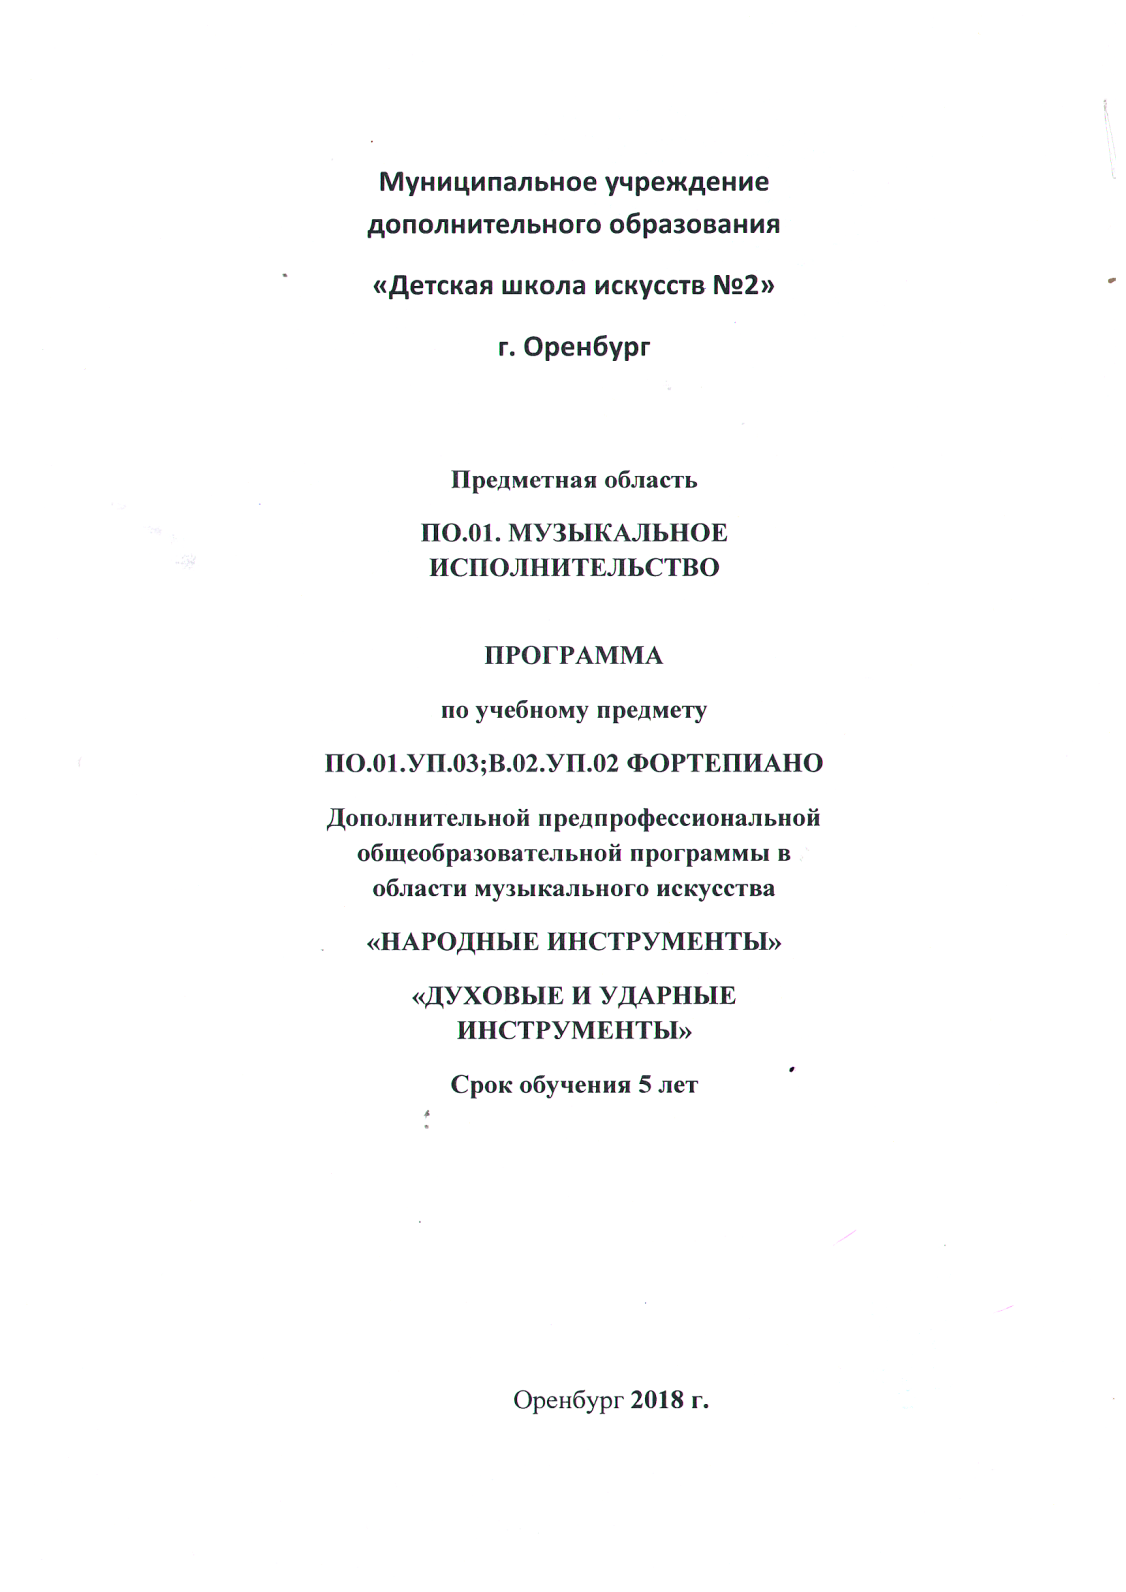 Муниципальное учреждение
дополнительного образования
«Детская школа искусств №2»
г. Оренбург
Предметная область
ПО.01. МУЗЫКАЛЬНОЕ
ИСПОЛНИТЕЛЬСТВО
ПРОГРАММА
по учебному предмету
ПО.01.УП.03;В.02.УП.02 ФОРТЕПИАНО
Дополнительной предпрофессиональной
общеобразовательной программы в
области музыкального искусства
«НАРОДНЫЕ ИНСТРУМЕНТЫ»
«ДУХОВЫЕ И УДАРНЫЕ
ИНСТРУМЕНТЫ»
Срок обучения 5 лет
Оренбург 2018 г.